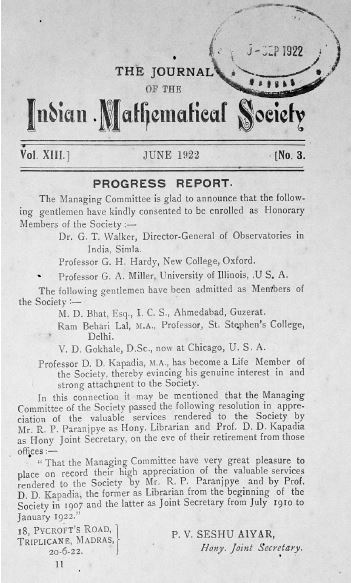 5-SEP 1922
THE JOURNAL
OF THE
Indian Mathematical Society
Vol. XIII.] JUNE 1922 [No. 3.
PROGRESS REPORT.
The Managing Committee is glad to announce that the follow-
ing gentlemen have kindly consented to be enrolled as Honorary
Members of the Society :—
Dr. G. T. Walker, Director-General of Observatories in
India, Simla.
Professor G. H. Hardy, New College, Oxford.
Professor G. A. Miller, University of Illinois, U. S. A.
The following gentlemen have been admitted as Members of
the Society :—
M. D. Bhat, Esq., I. C. S., Ahmedabad, Guzerat.
Ram Behari Lal, M.A., Professor, St. Stephen's College,
Delhi.
V. D. Gokhale, D.Sc., now at Chicago, U. S. A.
Professor D. D. Kapadia, M.A., has become a Life Member of
the Society, thereby evincing his genuine interest in and
strong attachment to the Society.
In this connection it may be mentioned that the Managing
Committee of the Society passed the following resolution in appre-
ciation of the valuable services rendered to the Society by
Mr. R. P. Paranjpye as Hony. Librarian and Prof. D. D. Kapadia
as Hony Joint Secretary, on the eve of their retirement from those
offices :—
" That the Managing Committee have very great pleasure to
place on record their high appreciation of the valuable services
rendered to the Society by Mr. R. P. Paranjpye and by Prof.
D. D. Kapadia, the former as Librarian from the beginning of the
Society in 1907 and the latter as Joint Secretary from July 1910 to
January 1922."
18, PYCROFT'S ROAD,
TRIPLICANE, MADRAS,
20-6-22.
P. V. SESHU AIYAR,
Hony. Joint Secretary.
11